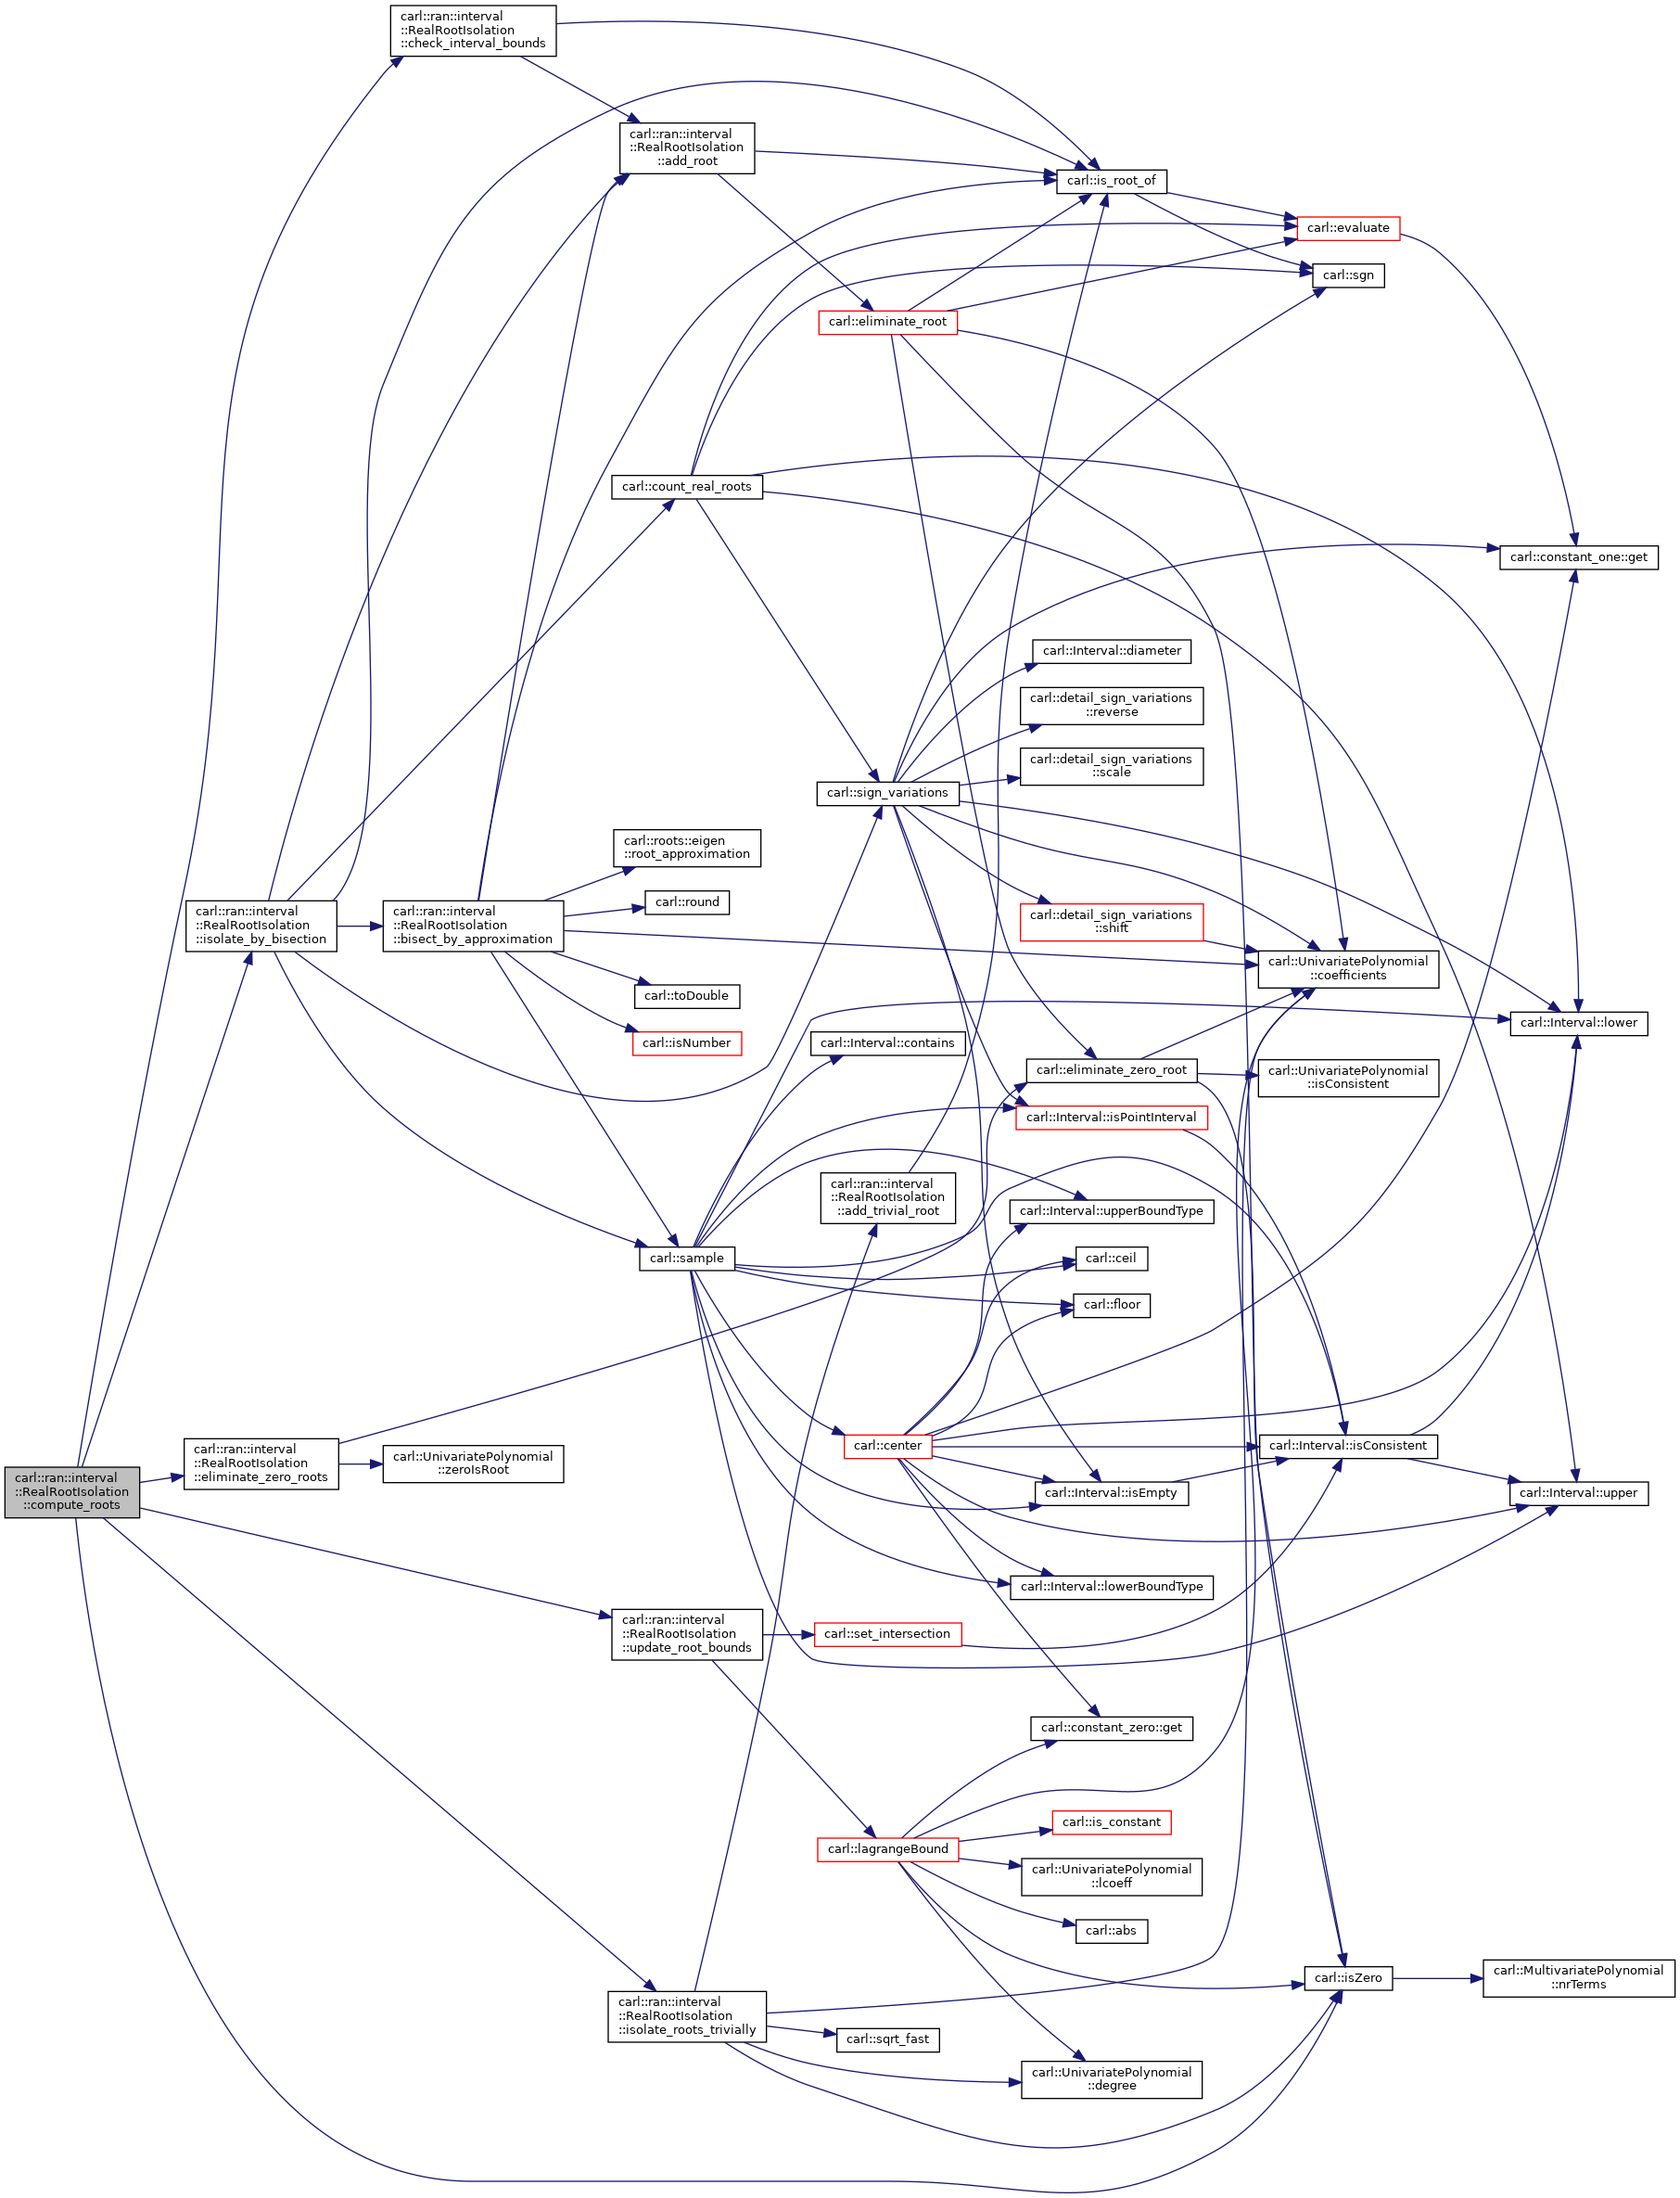 carl::ran::interval
::RealRootIsolation
::check_interval_bounds
carl::ran::interval
::RealRootIsolation
::add_root
carl::is_root_of
carl::evaluate
carl::sgn
carl::eliminate_root
carl::count_real_roots
carl::constant_one::get
carl::Interval::diameter
carl::detail_sign_variations
::reverse
carl::detail_sign_variations
::scale
carl::sign_variations
carl::roots::eigen
::root_approximation
carl::round
carl::ran::interval
::RealRootIsolation
::isolate_by_bisection
carl::ran::interval
::RealRootIsolation
::bisect_by_approximation
carl::detail_sign_variations
::shift
carl::UnivariatePolynomial
::coefficients
carl::toDouble
carl::Interval::lower
carl::isNumber
carl::Interval::contains
carl::eliminate_zero_root
carl::UnivariatePolynomial
::isConsistent
carl::Interval::isPointInterval
carl::ran::interval
::RealRootIsolation
::add_trivial_root
carl::Interval::upperBoundType
carl::sample
carl::ceil
carl::floor
carl::center
carl::Interval::isConsistent
carl::ran::interval
::RealRootIsolation
::eliminate_zero_roots
carl::UnivariatePolynomial
::zeroIsRoot
carl::ran::interval
::RealRootIsolation
::compute_roots
carl::Interval::isEmpty
carl::Interval::upper
carl::Interval::lowerBoundType
carl::ran::interval
::RealRootIsolation
::update_root_bounds
carl::set_intersection
carl::constant_zero::get
carl::is_constant
carl::lagrangeBound
carl::UnivariatePolynomial
::lcoeff
carl::abs
carl::isZero
carl::MultivariatePolynomial
::nrTerms
carl::ran::interval
::RealRootIsolation
::isolate_roots_trivially
carl::sqrt_fast
carl::UnivariatePolynomial
::degree